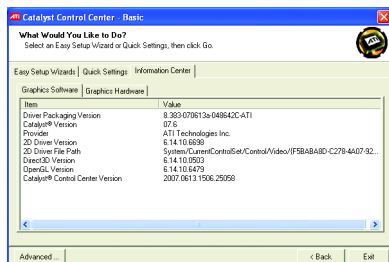 ATI Catalyst Control Center - Basic
What Would You Like to Do?
Select an Easy Setup Wizard or Quick Settings, then click Go.
ATI
Easy Setup Wizards Quick Settings Information Center
Graphics Software Graphics Hardware
Item Value
Driver Packaging Version 8.383-070613a-048642C-ATI
Catalyst® Version 07.6
Provider ATI Technologies Inc.
2D Driver Version 6.14.10.6698
2D Driver File Path System/CurrentControlSet/Control/Video/{F5BABA8D-C278-4A07-92...
Direct3D Version 6.14.10.0503
OpenGL Version 6.14.10.6479
Catalyst® Control Center Version 2007.0613.1506.25058
Advanced ... < Back Exit